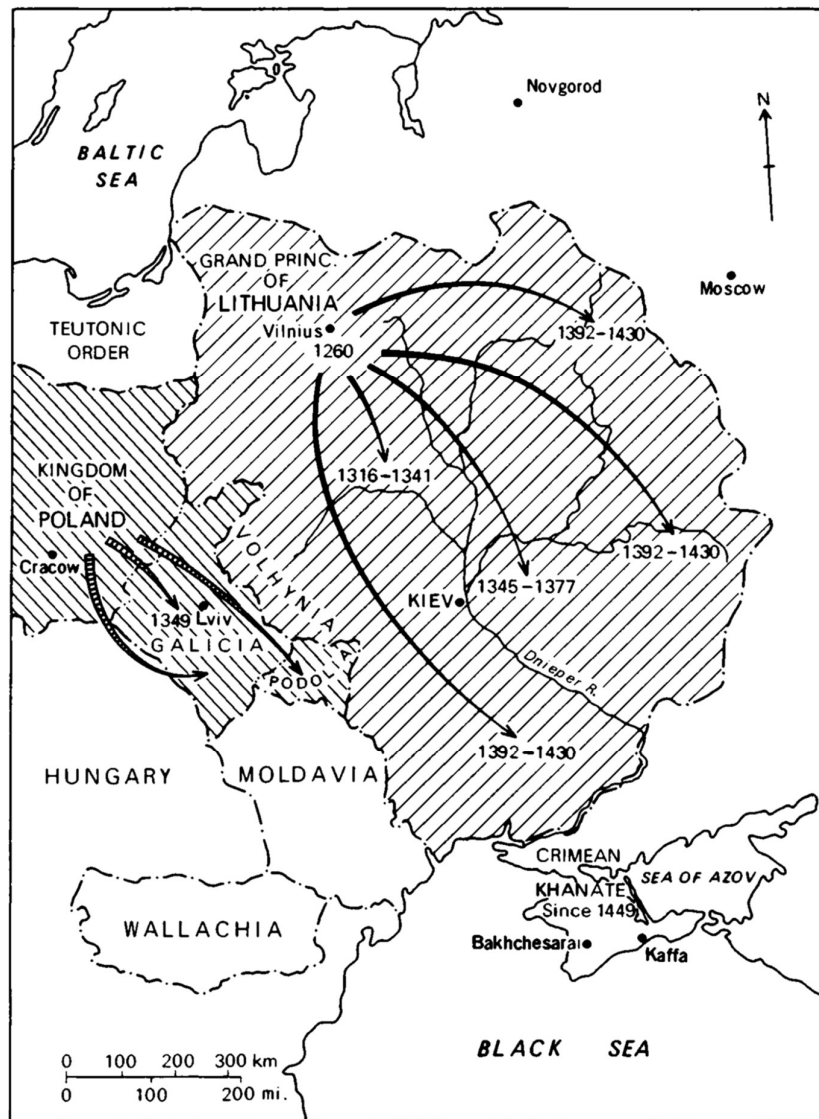 Novgorod
N
BALTIC
SEA
GRAND PRINC.
OF
LITHUANIA
Moscow
Vilnius
1260
1392–1430
TEUTONIC
ORDER
KINGDOM
OF
POLAND
1316–1341
VOLHYNIA
1392–1430
Cracow
1345–1377
KIEV
1349 Lviv
GALICIA
PODOLIA
Dnieper R.
1392–1430
HUNGARY
MOLDAVIA
CRIMEAN
KHANATE
Since 1449
SEA OF AZOV
WALLACHIA
Bakhchesarai
Kaffa
BLACK SEA
0 100 200 300 km
0 100 200 mi.